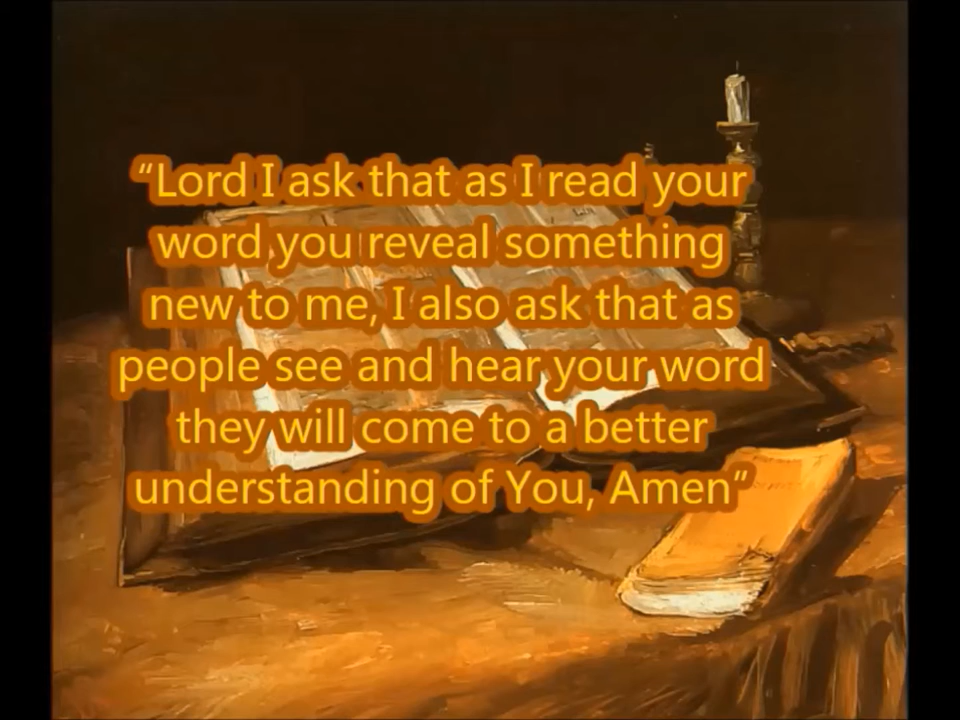 “Lord I ask that as I read your
word you reveal something
new to me, I also ask that as
people see and hear your word
they will come to a better
understanding of You, Amen”